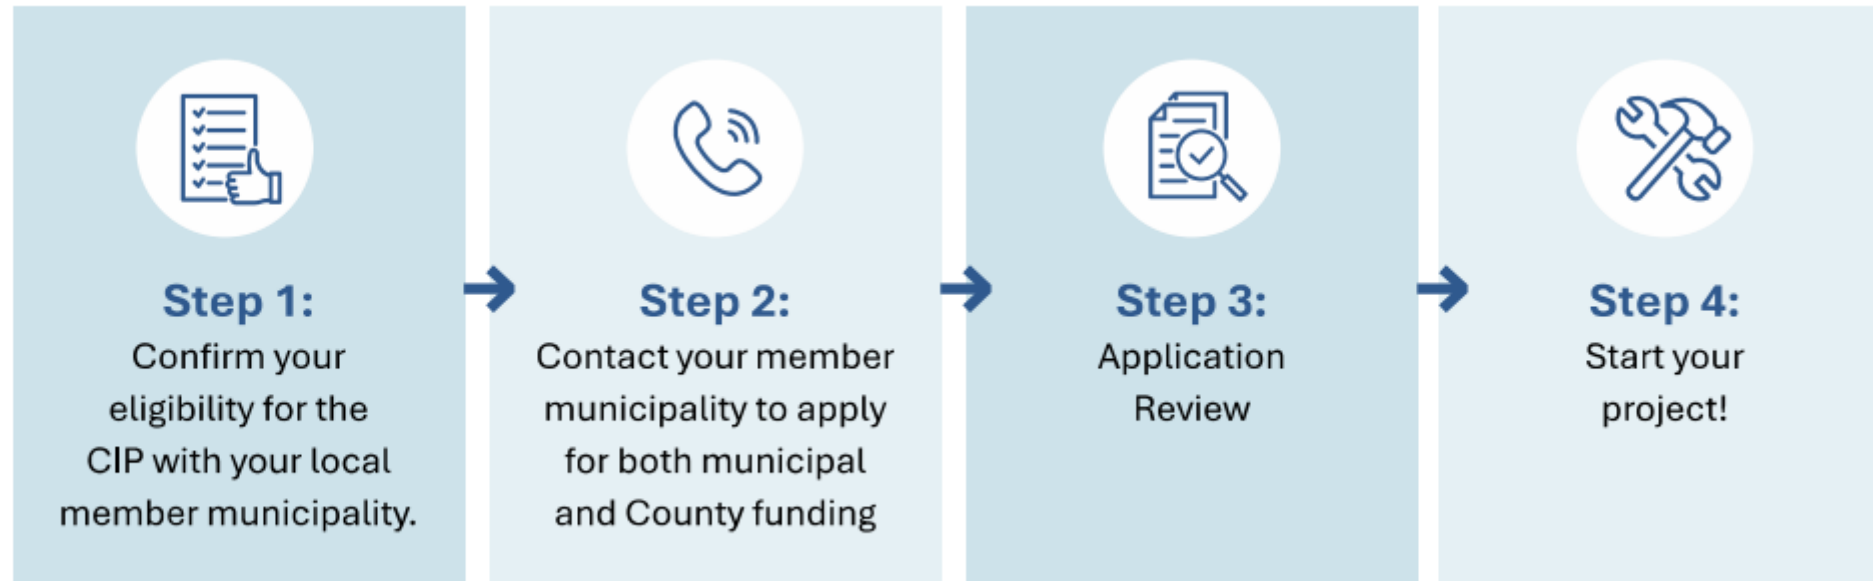 Step 1:
Confirm your
eligibility for the
CIP with your local
member municipality.
Step 2:
Contact your member
municipality to apply
for both municipal
and County funding
Step 3:
Application
Review
Step 4:
Start your
project!